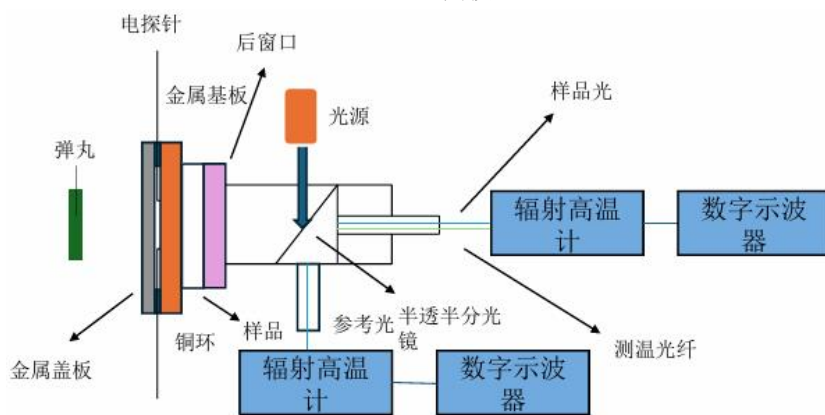 电探针
后窗口
金属基板
光源
样品光
弹丸
辐射高温
计
数字示波
器
参考光
半透半分光
镜
样品
铜环
测温光纤
金属盖板
辐射高温
计
数字示波
器